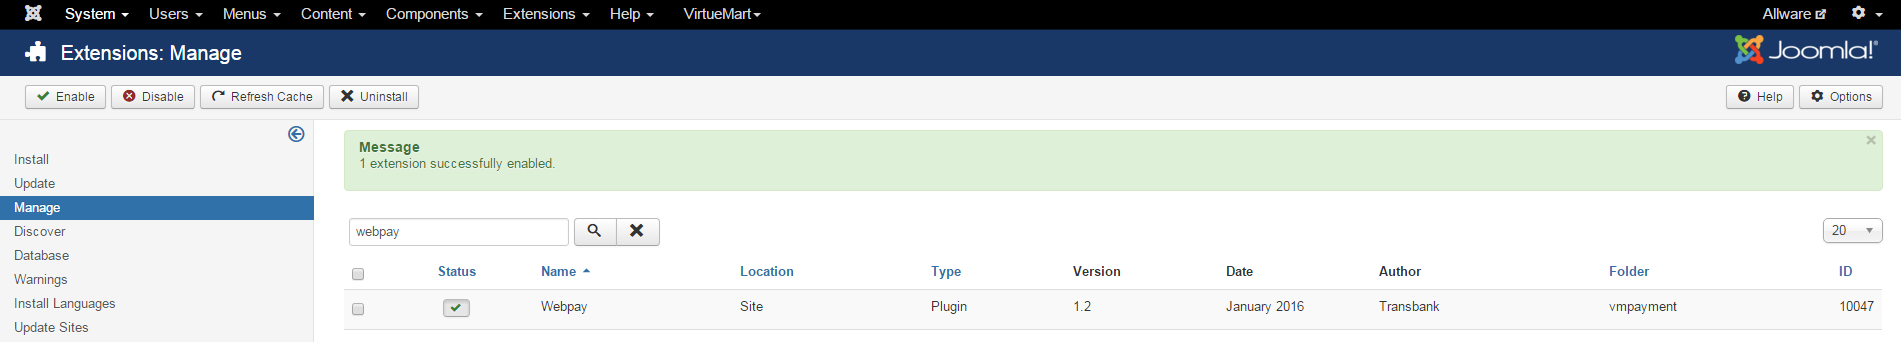 System Users Menus Content Components Extensions Help VirtueMart Allware
Extensions: Manage Joomla!®
Enable Disable Refresh Cache Uninstall Help Options
Install
Update
Manage
Discover
Database
Warnings
Install Languages
Update Sites
Message
1 extension successfully enabled.
webpay 20
Status Name Location Type Version Date Author Folder ID
Webpay Site Plugin 1.2 January 2016 Transbank vmpayment 10047